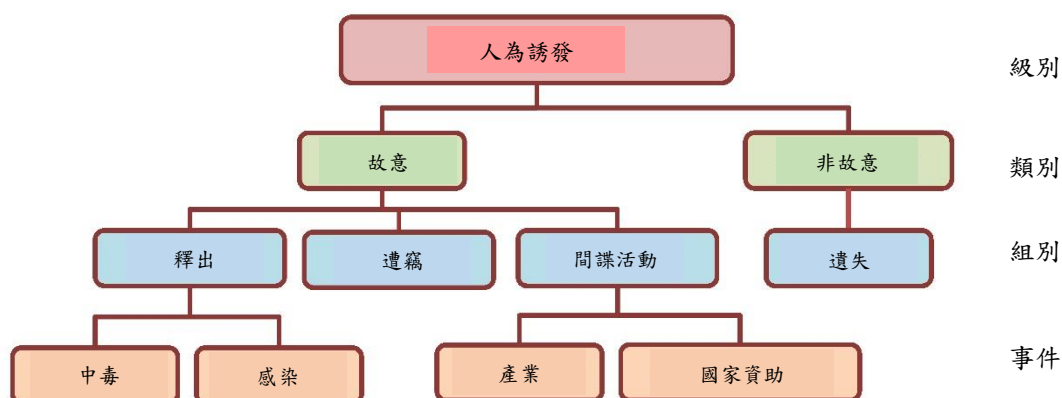 人為誘發
級別
故意
非故意
類別
釋出
遭竊
間諜活動
遺失
組別
中毒
感染
產業
國家資助
事件